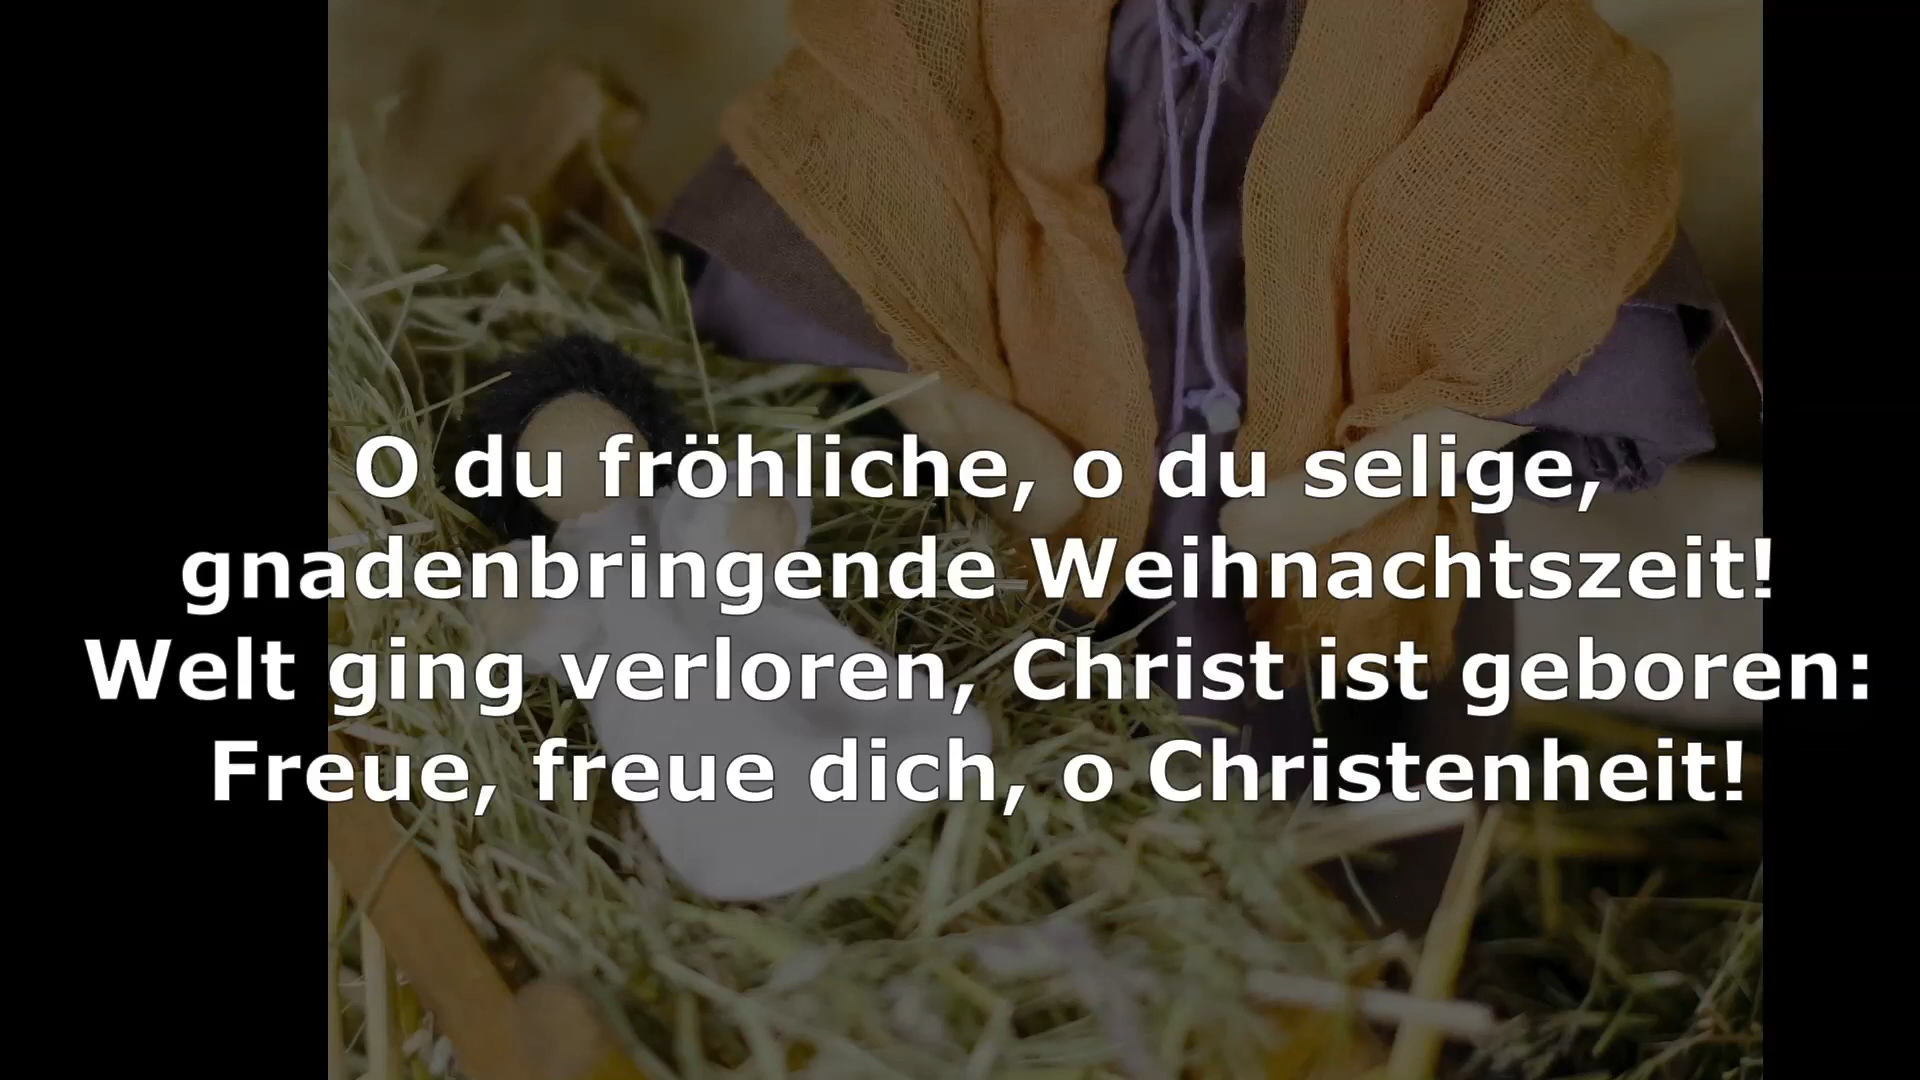 O du fröhliche, o du selige,
gnadenbringende Weihnachtszeit!
Welt ging verloren, Christ ist geboren:
Freue, freue dich, o Christenheit!